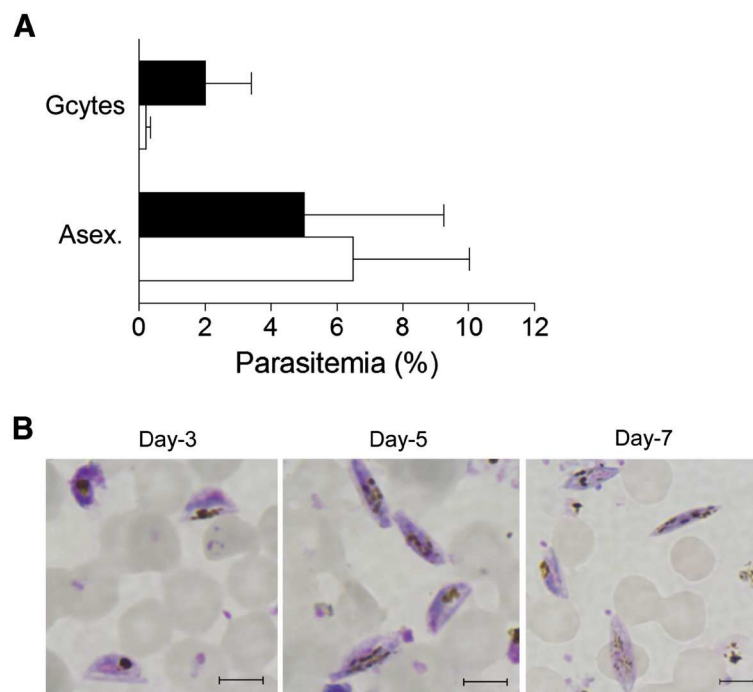 A
Gcytes
Asex.
0 2 4 6 8 10 12
Parasitemia (%)
B
Day-3 Day-5 Day-7